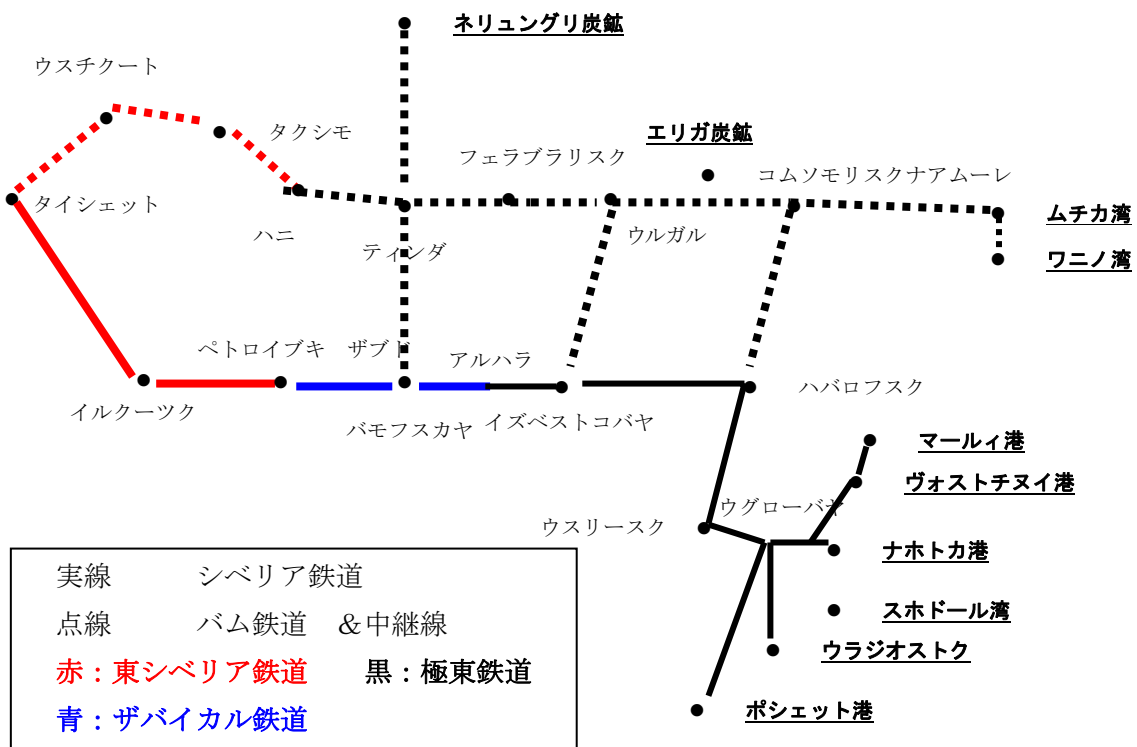 ネリュングリ炭鉱
ウスチクート
タクシモ
エリガ炭鉱
フェラブラリスク
コムソモリスクナアムーレ
タイシェット
ハニ
ティンダ
ウルガル
ムチカ湾
ワニノ湾
ペトロイブキ
ザブド
アルハラ
イルクーツク
バモフスカヤ
イズベストコバヤ
ハバロフスク
マールィ港
ヴォストチヌイ港
ウスリースク
ウグローバヤ
ナホトカ港
スホドール湾
ウラジオストク
ポシェット港
実線 シベリア鉄道
点線 バム鉄道 &中継線
赤:東シベリア鉄道 黒:極東鉄道
青:ザバイカル鉄道